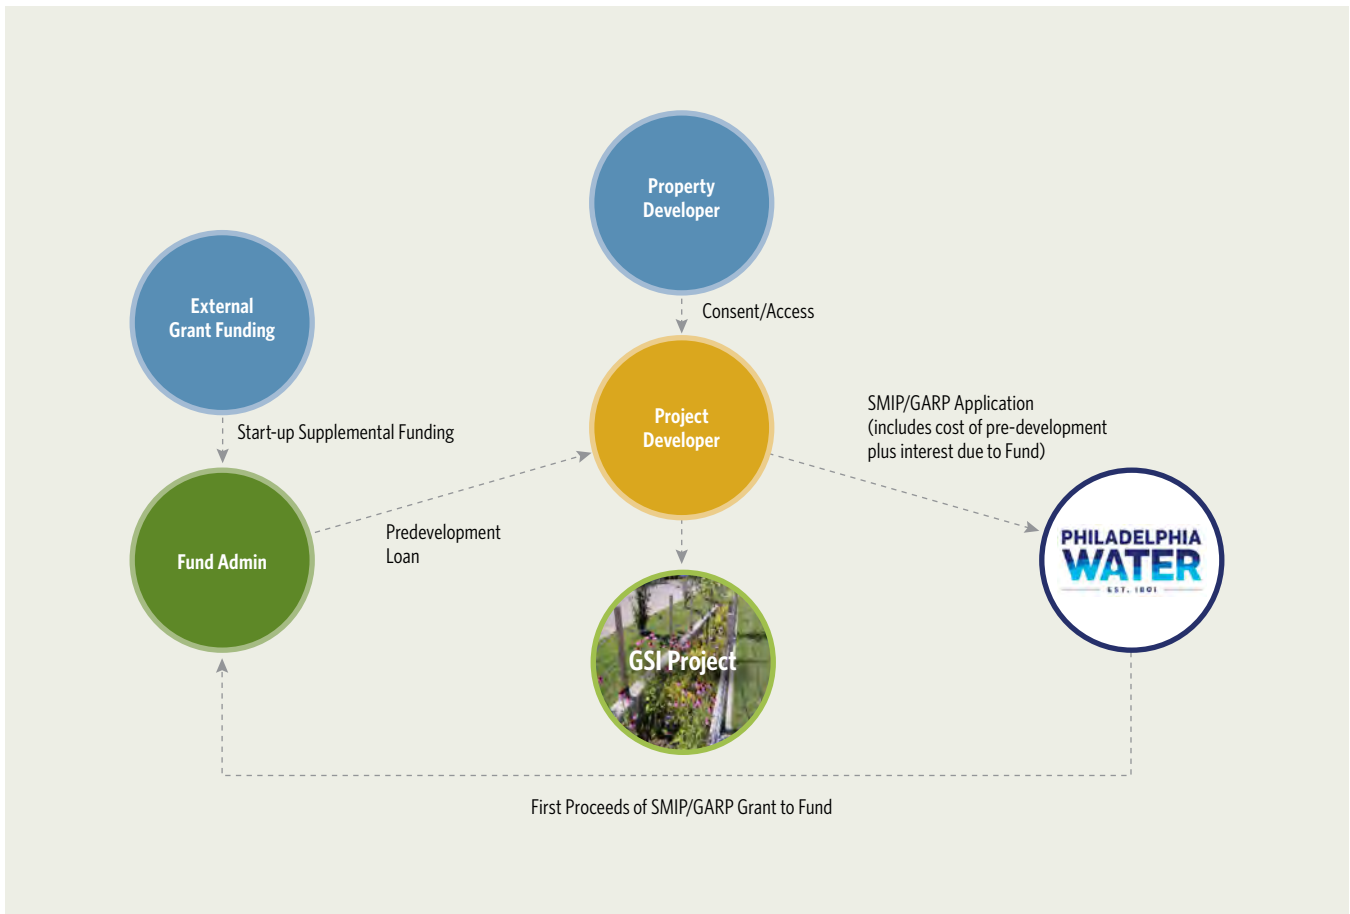 Property
Developer
External
Grant Funding
Consent/Access
Start-up Supplemental Funding
Project
Developer
SMIP/GARP Application
(includes cost of pre-development
plus interest due to Fund)
Fund Admin
Predevelopment
Loan
PHILADELPHIA
WATER
EST. 1801
GSI Project
First Proceeds of SMIP/GARP Grant to Fund